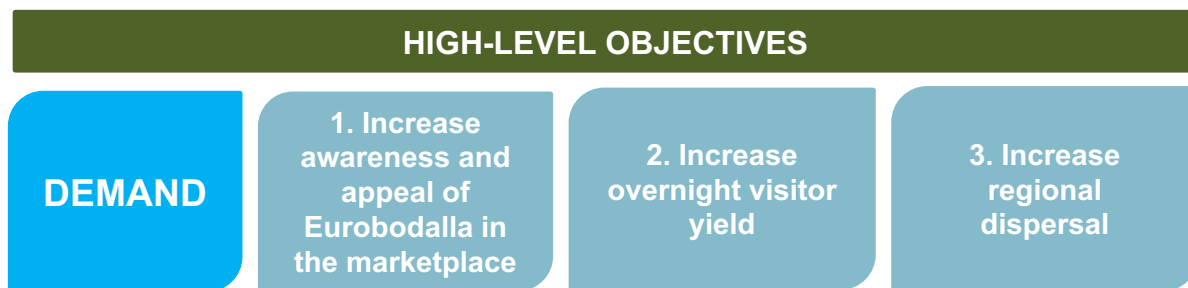 HIGH-LEVEL OBJECTIVES
DEMAND
1. Increase
awareness and
appeal of
Eurobodalla in
the marketplace
2. Increase
overnight visitor
yield
3. Increase
regional
dispersal